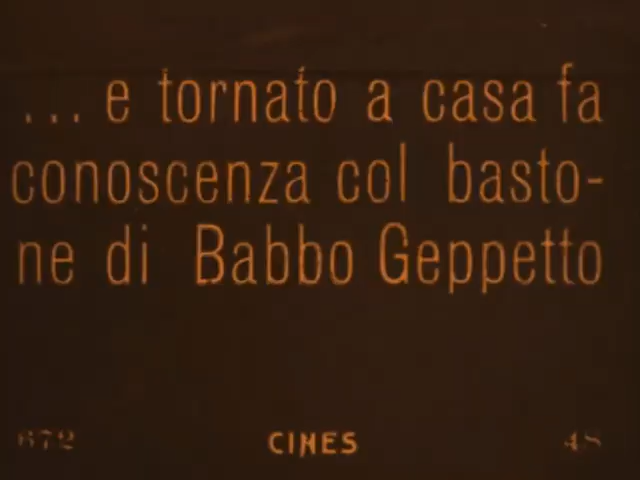 ... e tornato a casa fa
conoscenza col basto-
ne di Babbo Geppetto
672 CINES 48